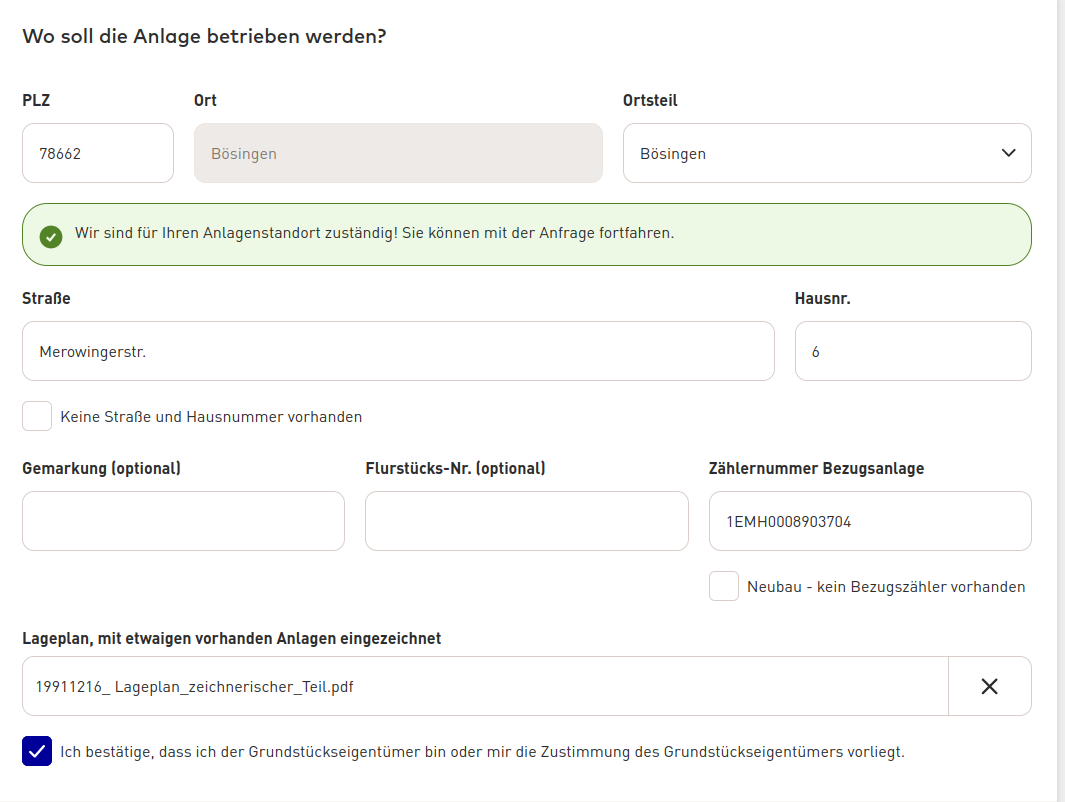 Wo soll die Anlage betrieben werden?
PLZ Ort Ortsteil
78662 Bösingen Bösingen
Wir sind für Ihren Anlagenstandort zuständig! Sie können mit der Anfrage fortfahren.
Straße Hausnr.
Merowingerstr. 6
Keine Straße und Hausnummer vorhanden
Gemarkung (optional) Flurstücks-Nr. (optional) Zählernummer Bezugsanlage
1EMH0008903704
Neubau - kein Bezugszähler vorhanden
Lageplan, mit etwaigen vorhanden Anlagen eingezeichnet
19911216_ Lageplan_zeichnerischer_Teil.pdf
Ich bestätige, dass ich der Grundstückseigentümer bin oder mir die Zustimmung des Grundstückseigentümers vorliegt.